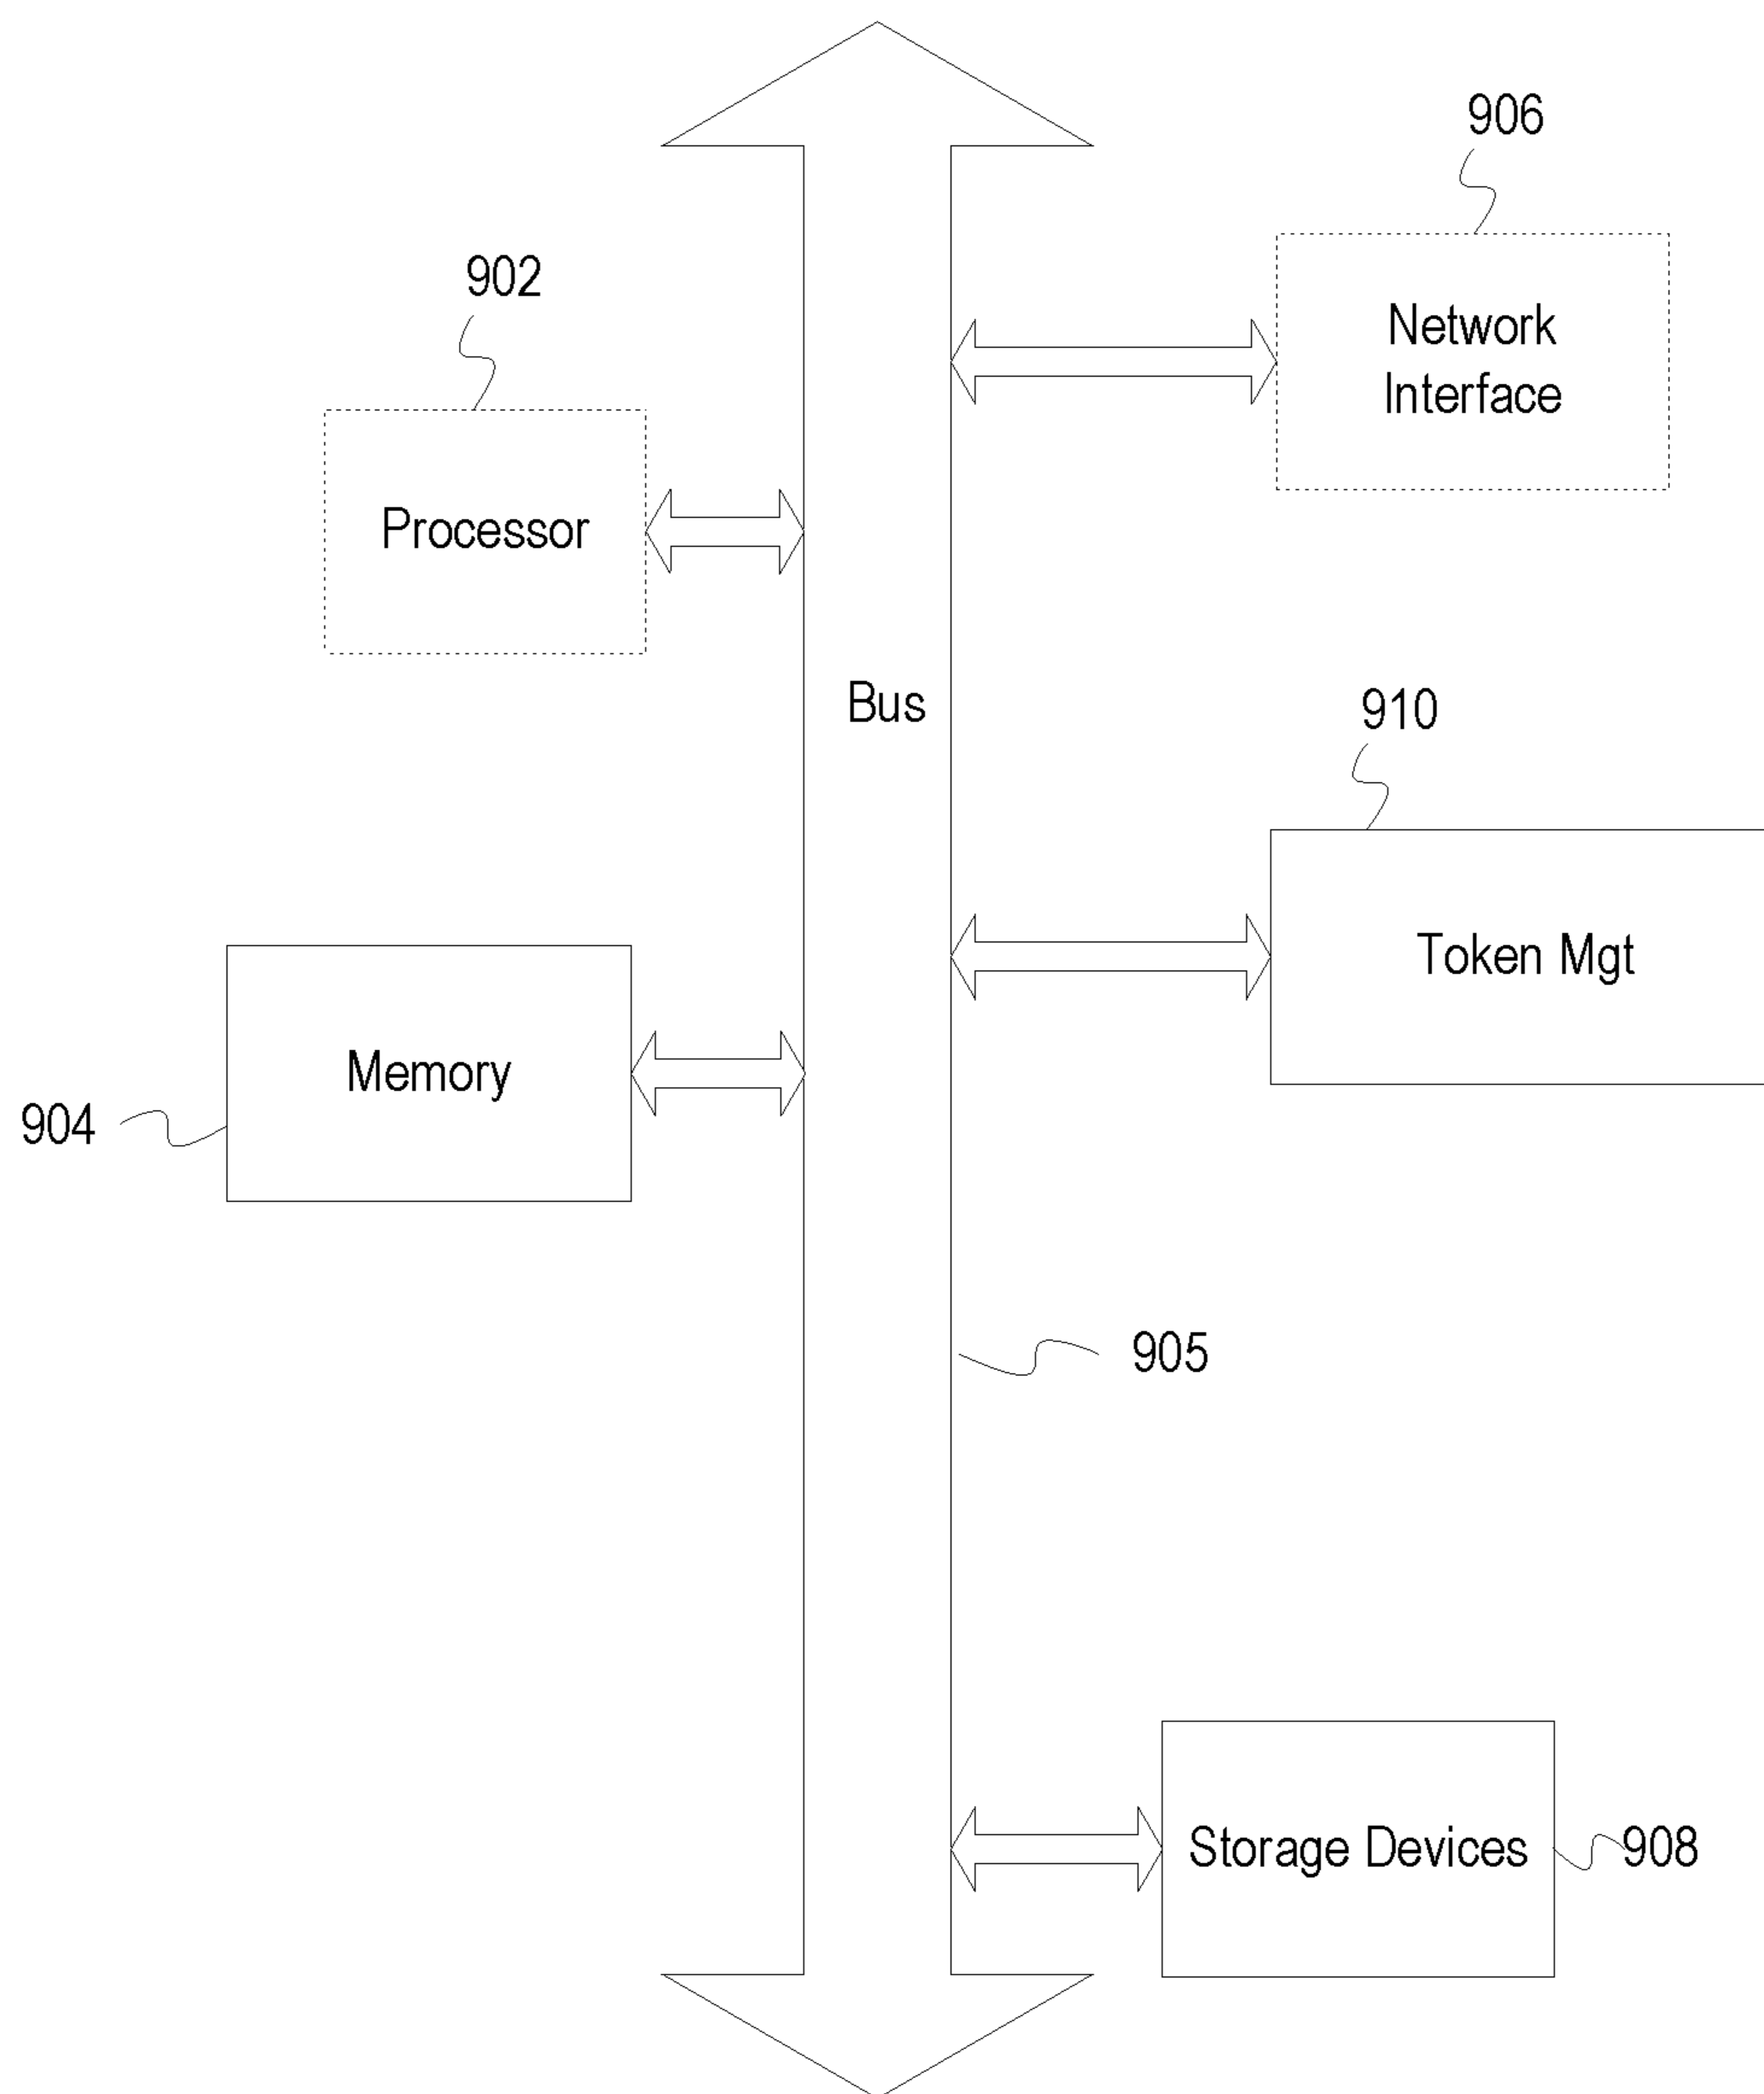 906
902
Network
Interface
Processor
Bus
910
Token Mgt
Memory
904
905
Storage Devices
908